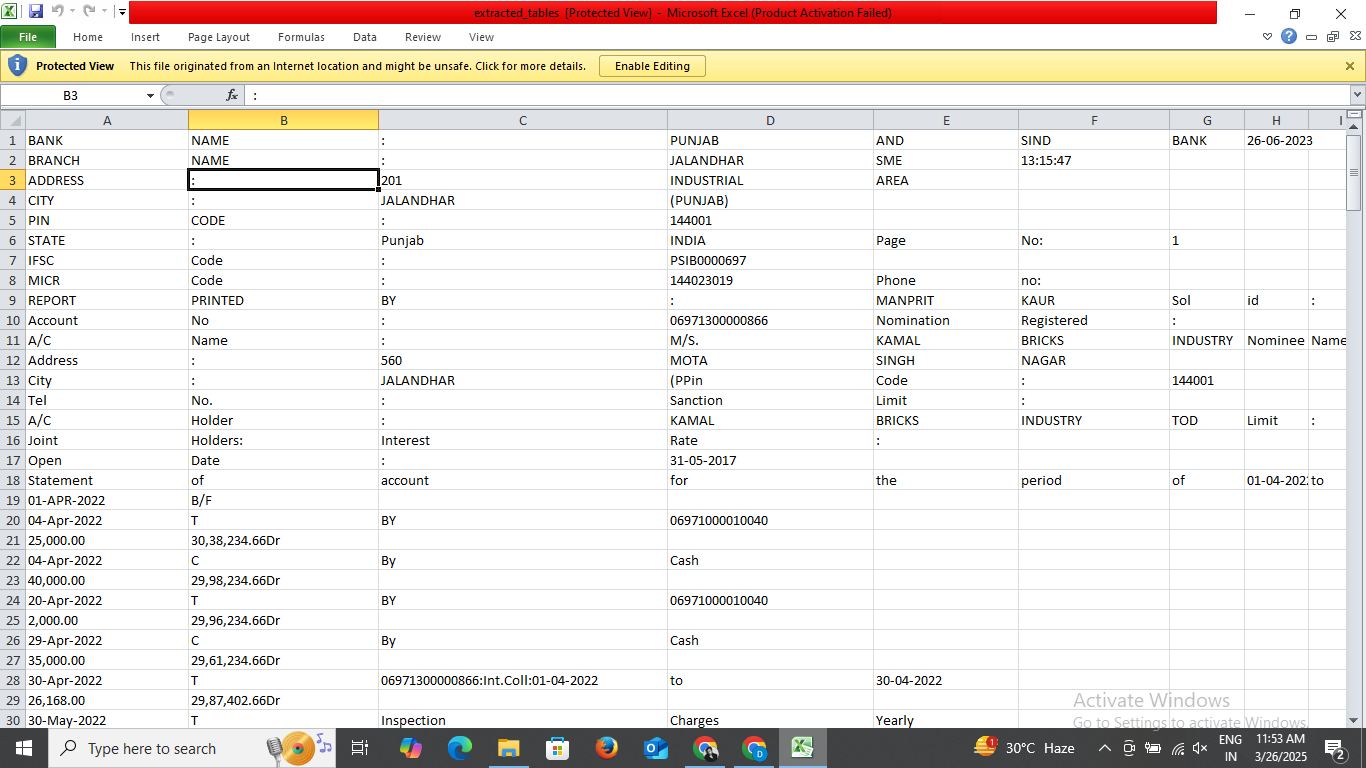 extracted_tables [Protected View] - Microsoft Excel (Product Activation Failed)
File Home Insert Page Layout Formulas Data Review View
Protected View This file originated from an Internet location and might be unsafe. Click for more details. Enable Editing
B3 fx :
A B C D E F G H I
1 BANK NAME : PUNJAB AND SIND BANK 26-06-2023
2 BRANCH NAME : JALANDHAR SME 13:15:47
3 ADDRESS : 201 INDUSTRIAL AREA
4 CITY : JALANDHAR (PUNJAB)
5 PIN CODE : 144001
6 STATE : Punjab INDIA Page No: 1
7 IFSC Code : PSIB0000697
8 MICR Code : 144023019 Phone no:
9 REPORT PRINTED BY : MANPRIT KAUR Sol id :
10 Account No : 06971300000866 Nomination Registered :
11 A/C Name : M/S. KAMAL BRICKS INDUSTRY Nominee Name
12 Address : 560 MOTA SINGH NAGAR
13 City : JALANDHAR (PPin Code : 144001
14 Tel No. : Sanction Limit :
15 A/C Holder : KAMAL BRICKS INDUSTRY TOD Limit :
16 Joint Holders: Interest Rate :
17 Open Date : 31-05-2017
18 Statement of account for the period of 01-04-202 to
19 01-APR-2022 B/F
20 04-Apr-2022 T BY 06971000010040
21 25,000.00 30,38,234.66Dr
22 04-Apr-2022 C By Cash
23 40,000.00 29,98,234.66Dr
24 20-Apr-2022 T BY 06971000010040
25 2,000.00 29,96,234.66Dr
26 29-Apr-2022 C By Cash
27 35,000.00 29,61,234.66Dr
28 30-Apr-2022 T 06971300000866:Int.Coll:01-04-2022 to 30-04-2022
29 26,168.00 29,87,402.66Dr
30 30-May-2022 T Inspection Charges Yearly
Activate Windows
Go to Settings to activate Windows.
Type here to search 30°C Haze ENG IN 11:53 AM 3/26/2025 2